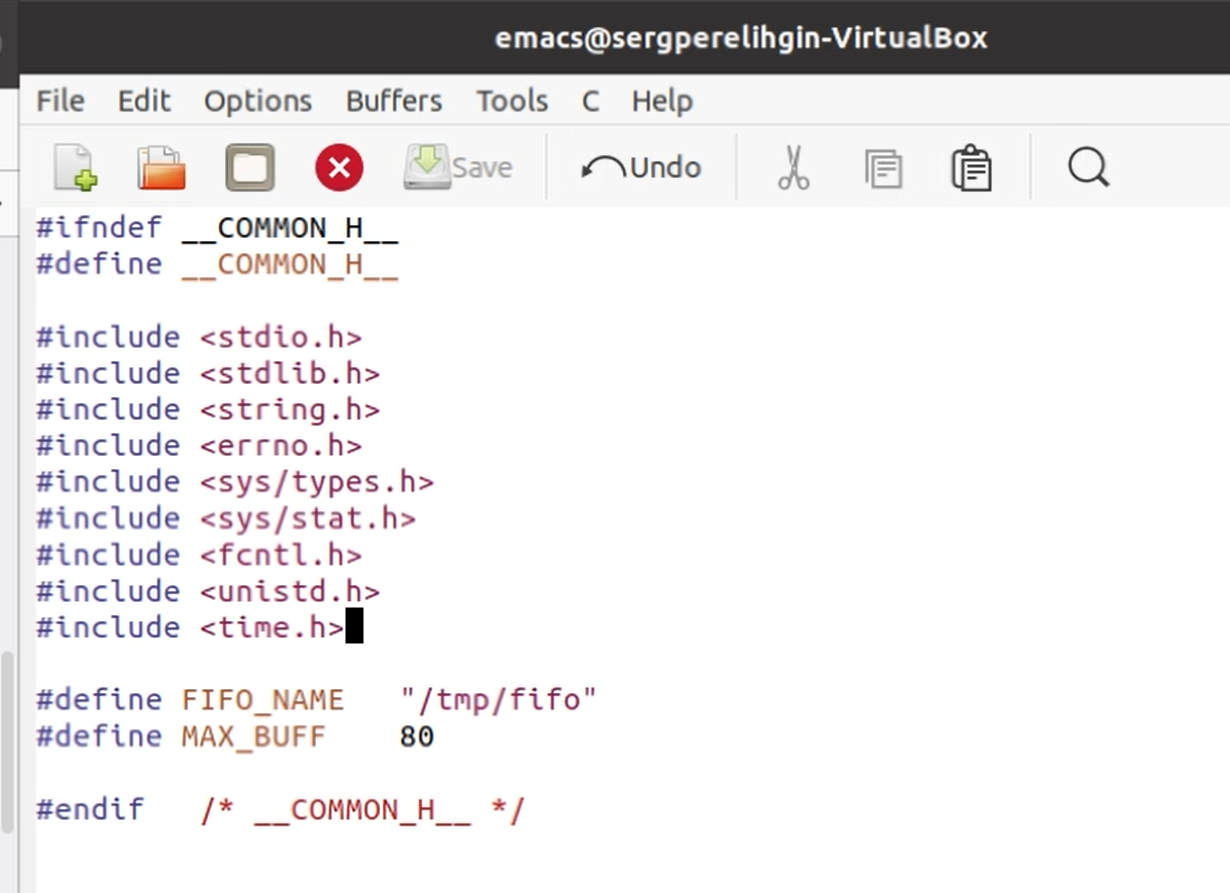 emacs@sergperelihgin-VirtualBox
File Edit Options Buffers Tools C Help
Save Undo
#ifndef __COMMON_H__
#define __COMMON_H__
#include <stdio.h>
#include <stdlib.h>
#include <string.h>
#include <errno.h>
#include <sys/types.h>
#include <sys/stat.h>
#include <fcntl.h>
#include <unistd.h>
#include <time.h>
#define FIFO_NAME "/tmp/fifo"
#define MAX_BUFF 80
#endif /* __COMMON_H__ */